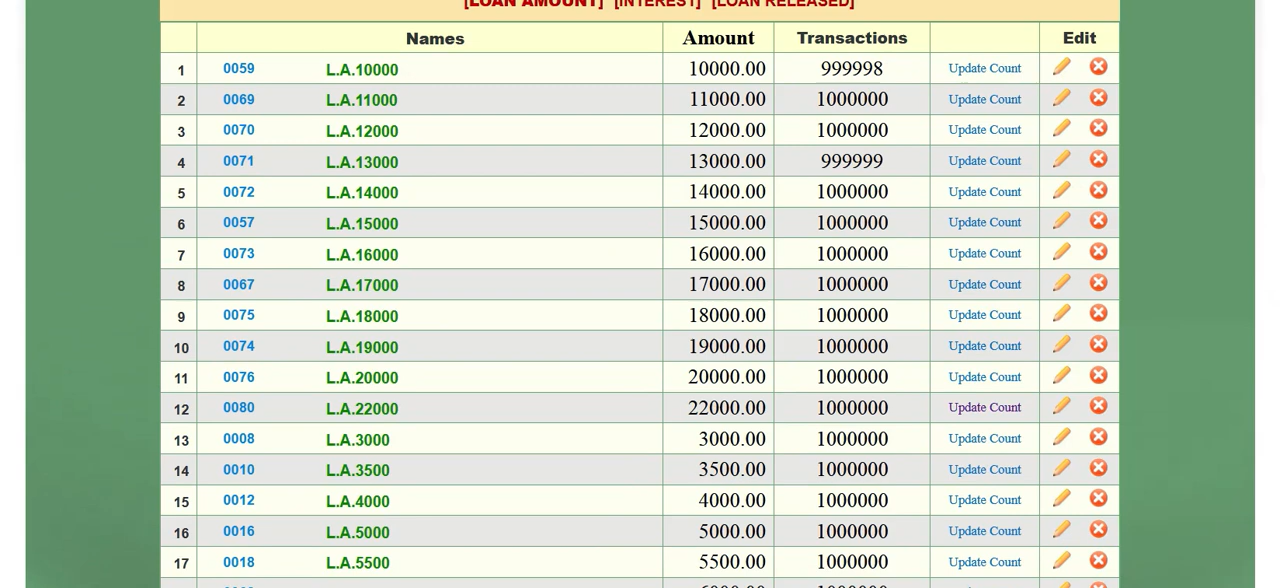 [LOAN AMOUNT] [INTEREST] [LOAN RELEASED]
Names Amount Transactions Edit
1 0059 L.A.10000 10000.00 999998 Update Count
2 0069 L.A.11000 11000.00 1000000 Update Count
3 0070 L.A.12000 12000.00 1000000 Update Count
4 0071 L.A.13000 13000.00 999999 Update Count
5 0072 L.A.14000 14000.00 1000000 Update Count
6 0057 L.A.15000 15000.00 1000000 Update Count
7 0073 L.A.16000 16000.00 1000000 Update Count
8 0067 L.A.17000 17000.00 1000000 Update Count
9 0075 L.A.18000 18000.00 1000000 Update Count
10 0074 L.A.19000 19000.00 1000000 Update Count
11 0076 L.A.20000 20000.00 1000000 Update Count
12 0080 L.A.22000 22000.00 1000000 Update Count
13 0008 L.A.3000 3000.00 1000000 Update Count
14 0010 L.A.3500 3500.00 1000000 Update Count
15 0012 L.A.4000 4000.00 1000000 Update Count
16 0016 L.A.5000 5000.00 1000000 Update Count
17 0018 L.A.5500 5500.00 1000000 Update Count